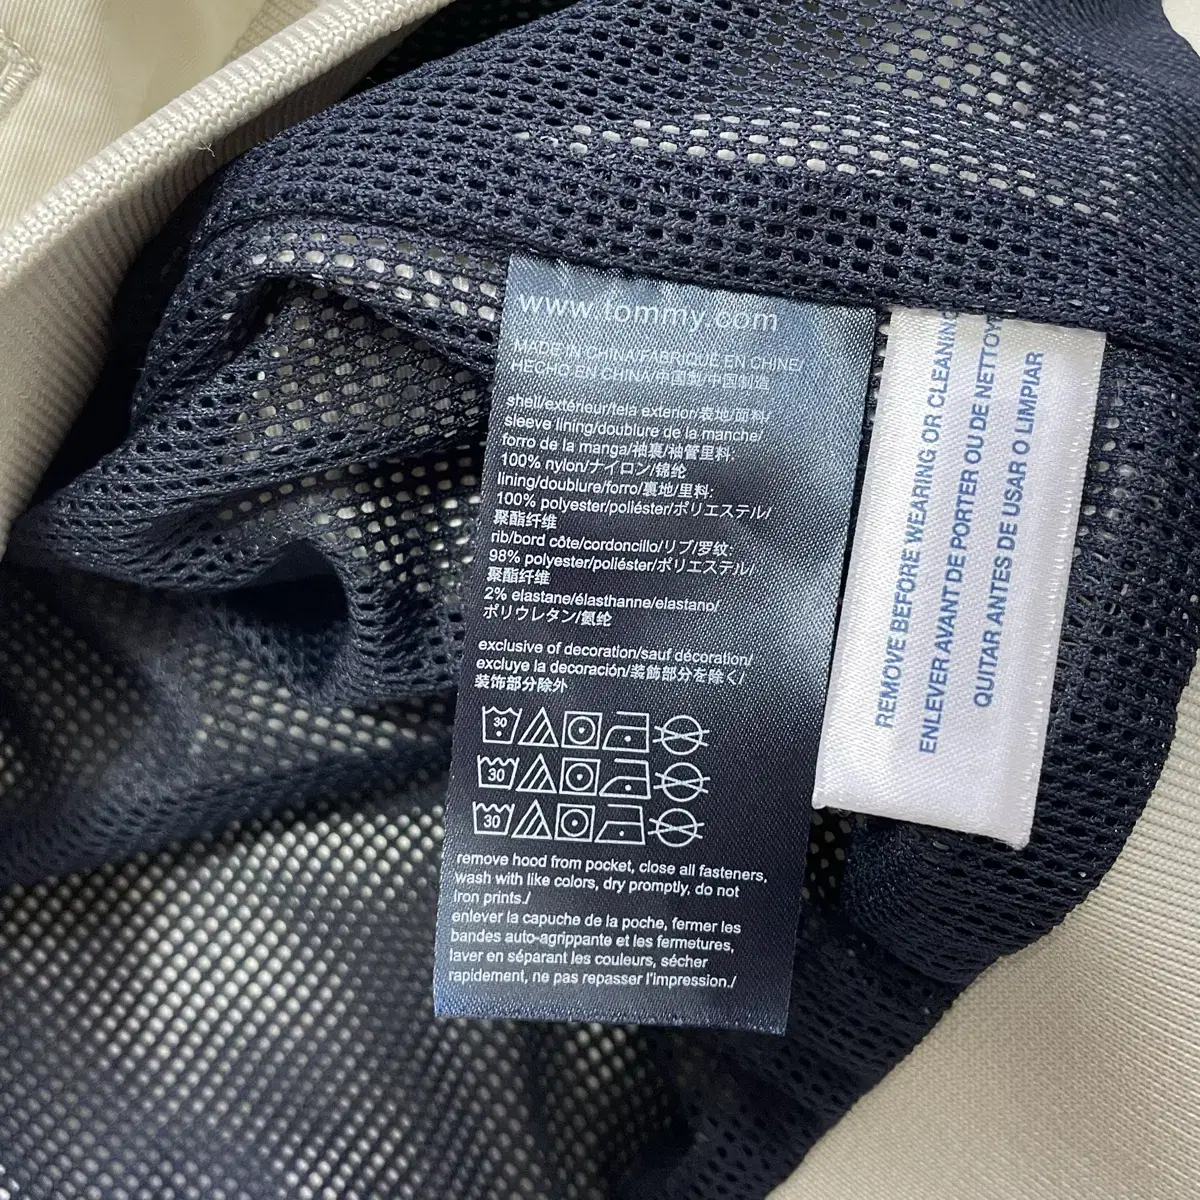 www.tommy.com
MADE IN CHINA/FABRIQUÉ EN CHINE/
HECHO EN CHINA/中国製/中国制造
shell/extérieur/tela exterior/表地/面料/
sleeve lining/doublure de la manche/
forro de la manga/袖裏/袖管里料:
100% nylon/ナイロン/锦纶
lining/doublure/forro/裏地/里料:
100% polyester/poliéster/ポリエステル/
聚酯纤维
rib/bord côte/cordoncillo/リブ/罗纹:
98% polyester/poliéster/ポリエステル/
聚酯纤维
2% elastane/élasthanne/elastano/
ポリウレタン/氨纶
exclusive of decoration/sauf décoration/
excluye la decoración/装飾部分を除く/
装饰部分除外
30
30
30
remove hood from pocket, close all fasteners,
wash with like colors, dry promptly, do not
iron prints./
enlever la capuche de la poche, fermer les
bandes auto-agrippante et les fermetures,
laver en séparant les couleurs, sécher
rapidement, ne pas repasser l'impression./
REMOVE BEFORE WEARING OR CLEANING
ENLEVER AVANT DE PORTER OU DE NETTOY
QUITAR ANTES DE USAR O LIMPIAR